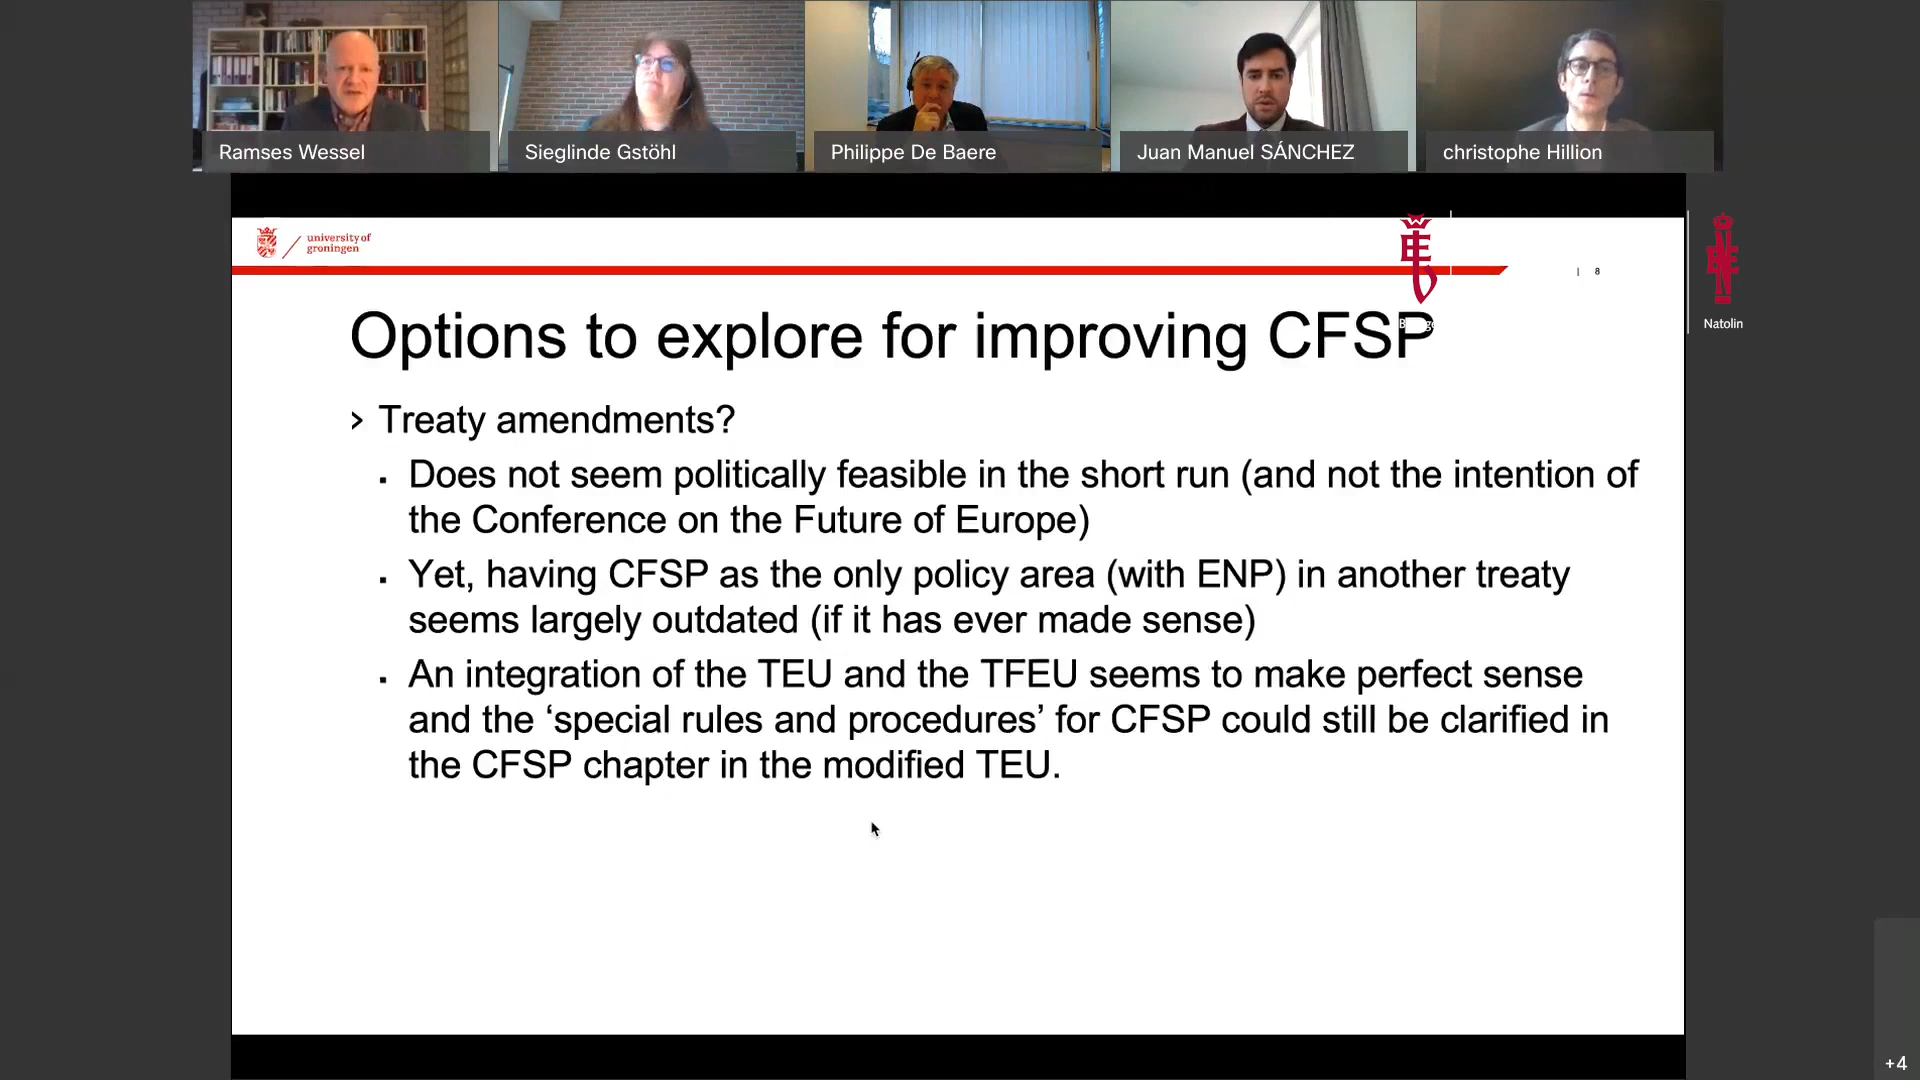 Ramses Wessel
Sieglinde Gstöhl
Philippe De Baere
Juan Manuel SÁNCHEZ
christophe Hillion
university of
groningen
8
Natolin
Options to explore for improving CFSP
› Treaty amendments?
▪ Does not seem politically feasible in the short run (and not the intention of
the Conference on the Future of Europe)
▪ Yet, having CFSP as the only policy area (with ENP) in another treaty
seems largely outdated (if it has ever made sense)
▪ An integration of the TEU and the TFEU seems to make perfect sense
and the ‘special rules and procedures’ for CFSP could still be clarified in
the CFSP chapter in the modified TEU.
+4